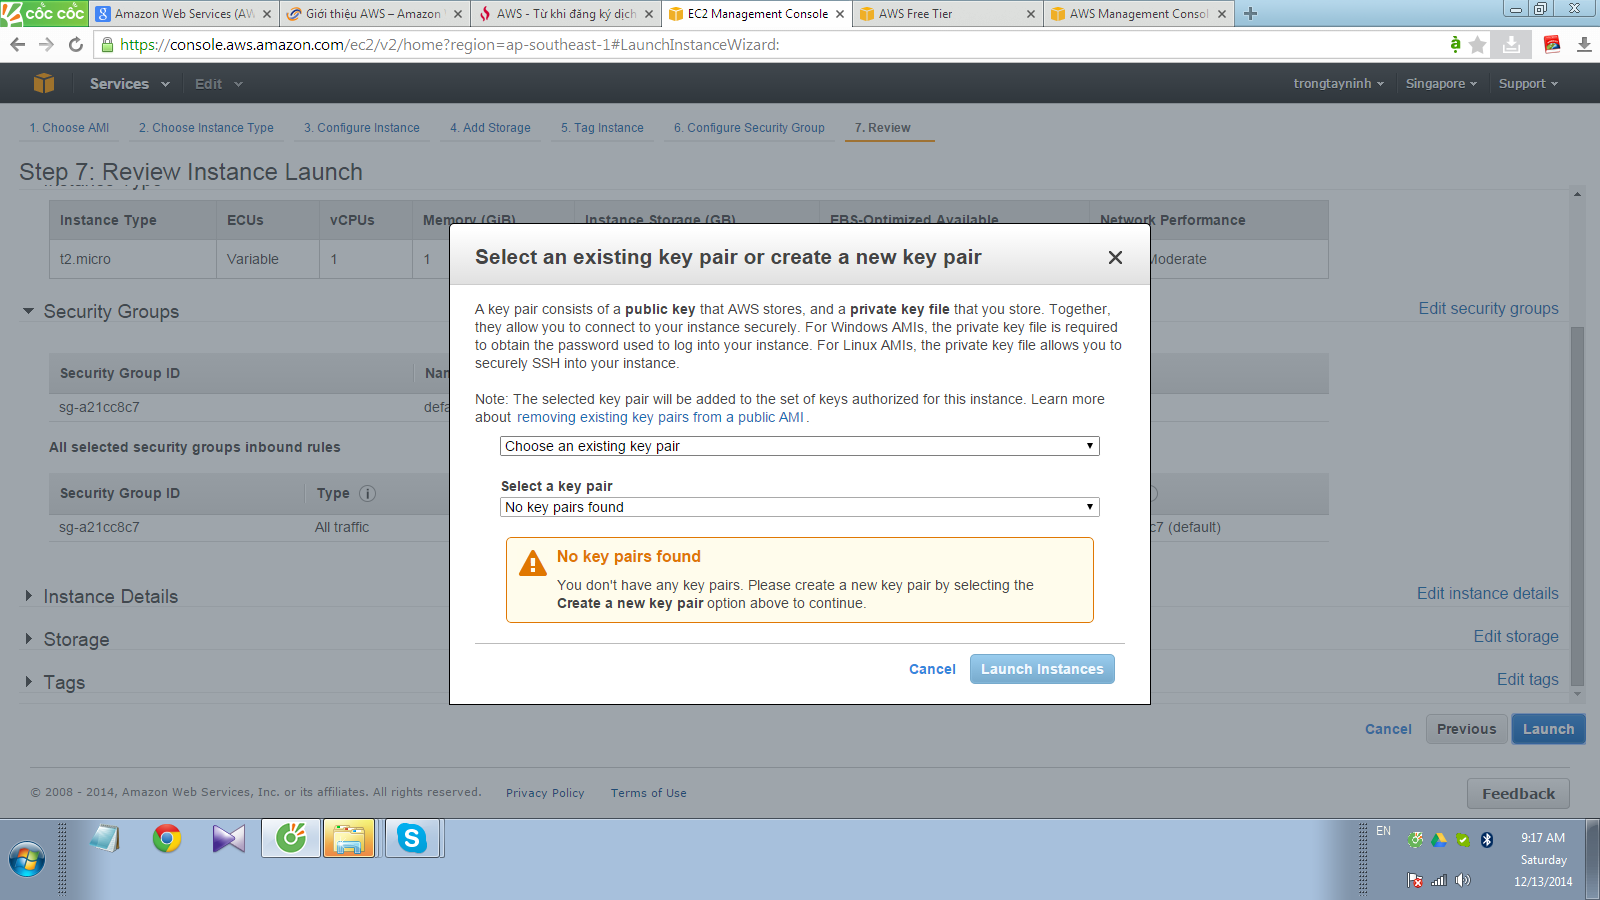 cốc cốc
Amazon Web Services (AW
Giới thiệu AWS – Amazon
AWS - Từ khi đăng ký dịch
EC2 Management Console
AWS Free Tier
AWS Management Consol
https://console.aws.amazon.com/ec2/v2/home?region=ap-southeast-1#LaunchInstanceWizard:
Services Edit trongtayninh Singapore Support
1. Choose AMI 2. Choose Instance Type 3. Configure Instance 4. Add Storage 5. Tag Instance 6. Configure Security Group 7. Review
Step 7: Review Instance Launch
Instance Type
Instance Type ECUs vCPUs Memory (GiB) Instance Storage (GB) EBS-Optimized Available Network Performance
t2.micro Variable 1 1 Moderate
Security Groups Edit security groups
Security Group ID Nan
sg-a21cc8c7 defa
All selected security groups inbound rules
Security Group ID Type i
sg-a21cc8c7 All traffic c7 (default)
Instance Details Edit instance details
Storage Edit storage
Tags Edit tags
Select an existing key pair or create a new key pair
A key pair consists of a public key that AWS stores, and a private key file that you store. Together,
they allow you to connect to your instance securely. For Windows AMIs, the private key file is required
to obtain the password used to log into your instance. For Linux AMIs, the private key file allows you to
securely SSH into your instance.
Note: The selected key pair will be added to the set of keys authorized for this instance. Learn more
about removing existing key pairs from a public AMI.
Choose an existing key pair
Select a key pair
No key pairs found
No key pairs found
You don't have any key pairs. Please create a new key pair by selecting the
Create a new key pair option above to continue.
Cancel Launch Instances
Cancel Previous Launch
© 2008 - 2014, Amazon Web Services, Inc. or its affiliates. All rights reserved. Privacy Policy Terms of Use Feedback
EN
9:17 AM
Saturday
12/13/2014